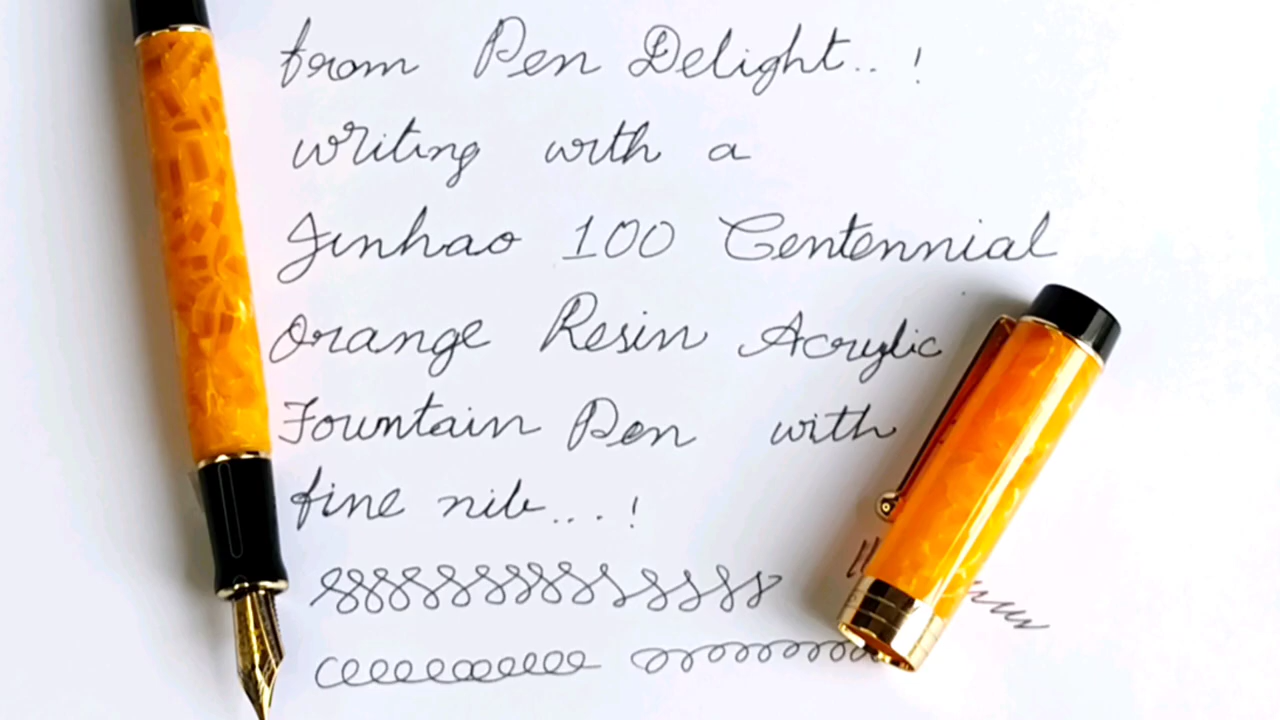 from Pen Delight.. !
writing with a
Jinhao 100 Centennial
Orange Resin Acrylic
Fountain Pen with
fine nib... !